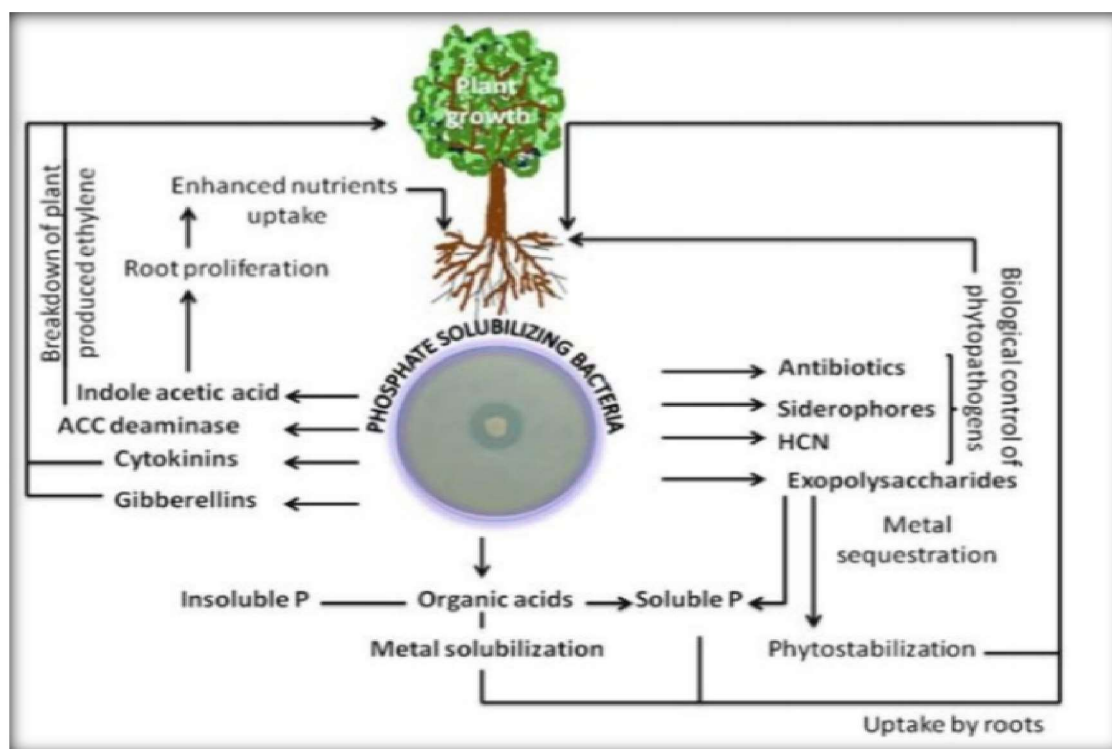 Plant
growth
Enhanced nutrients
uptake
Root proliferation
Breakdown of plant
produced ethylene
Indole acetic acid
ACC deaminase
Cytokinins
Gibberellins
PHOSPHATE SOLUBILIZING BACTERIA
Antibiotics
Siderophores
HCN
Exopolysaccharides
Biological control of
phytopathogens
Metal
sequestration
Insoluble P
Organic acids
Soluble P
Metal solubilization
Phytostabilization
Uptake by roots